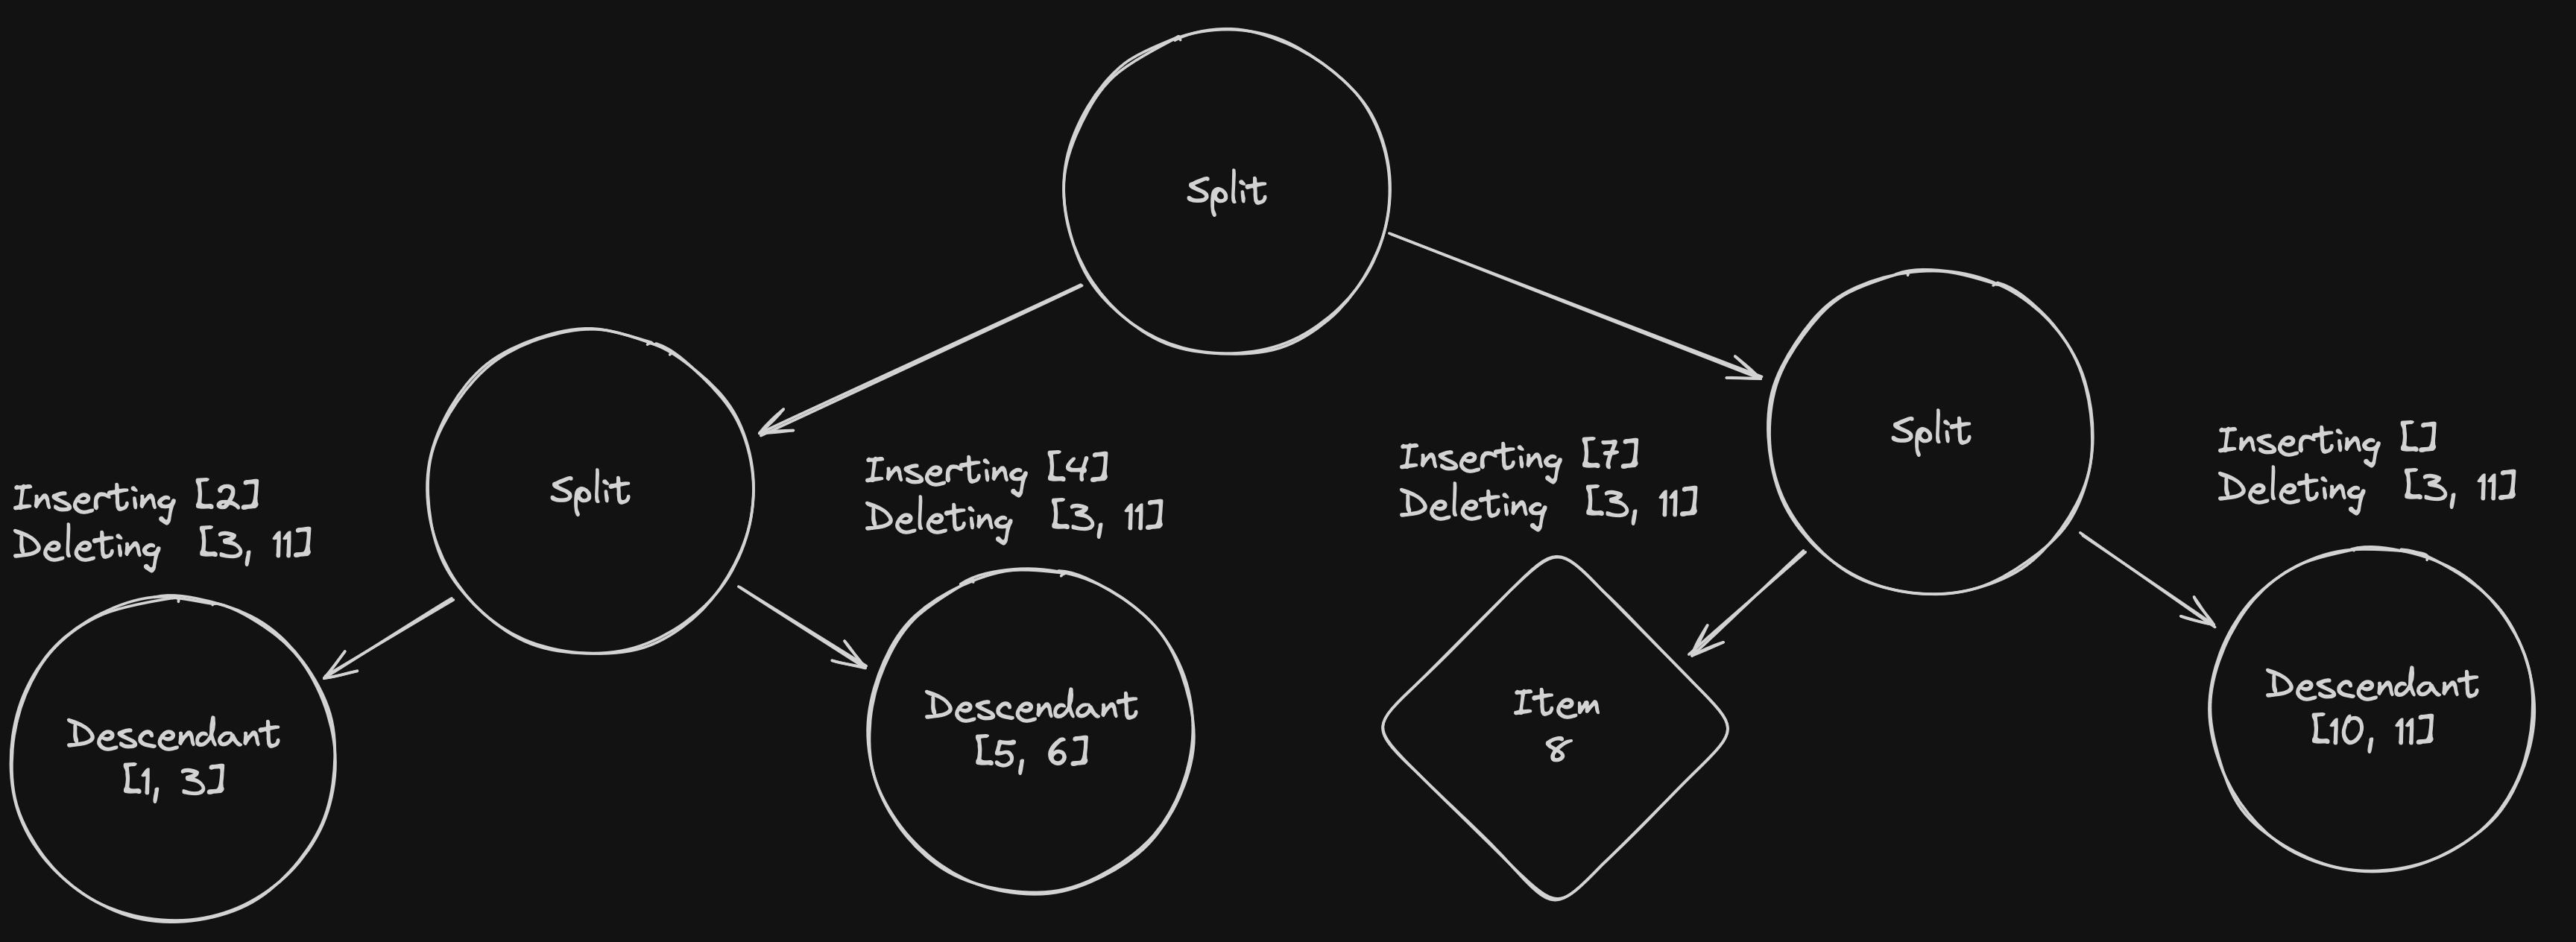 Split
Split
Split
Inserting [2]
Deleting [3, 11]
Inserting [4]
Deleting [3, 11]
Inserting [7]
Deleting [3, 11]
Inserting []
Deleting [3, 11]
Descendant
[1, 3]
Descendant
[5, 6]
Item
8
Descendant
[10, 11]